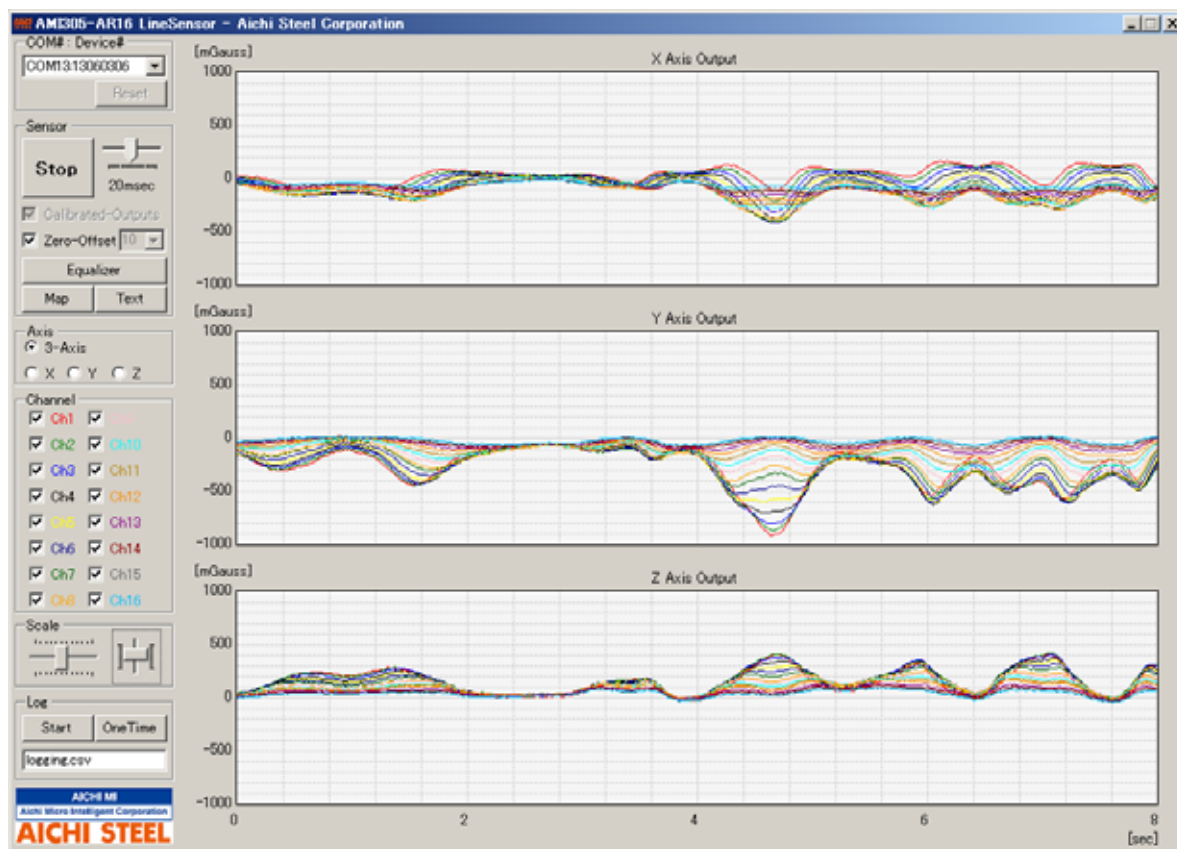 AMI305-AR16 LineSensor - Aichi Steel Corporation
COM# : Device#
COM13:13060306
Reset
Sensor
Stop
20msec
Calibrated-Outputs
Zero-Offset 10
Equalizer
Map Text
Axis
3-Axis
X Y Z
Channel
Ch1
Ch2 Ch10
Ch3 Ch11
Ch4 Ch12
Ch5 Ch13
Ch6 Ch14
Ch7 Ch15
Ch8 Ch16
Scale
Log
Start OneTime
logging.csv
AICHI MI
Aichi Micro Intelligent Corporation
AICHI STEEL
[mGauss]
X Axis Output
1000
500
0
-500
-1000
[mGauss]
Y Axis Output
1000
500
0
-500
-1000
[mGauss]
Z Axis Output
1000
500
0
-500
-1000
0 2 4 6 8
[sec]